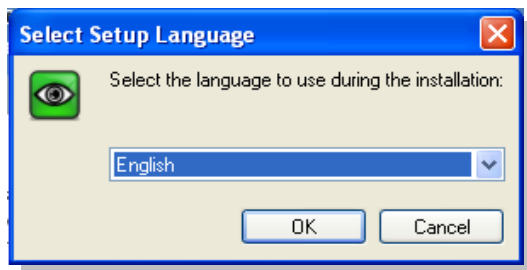 Select Setup Language
Select the language to use during the installation:
English
OK
Cancel